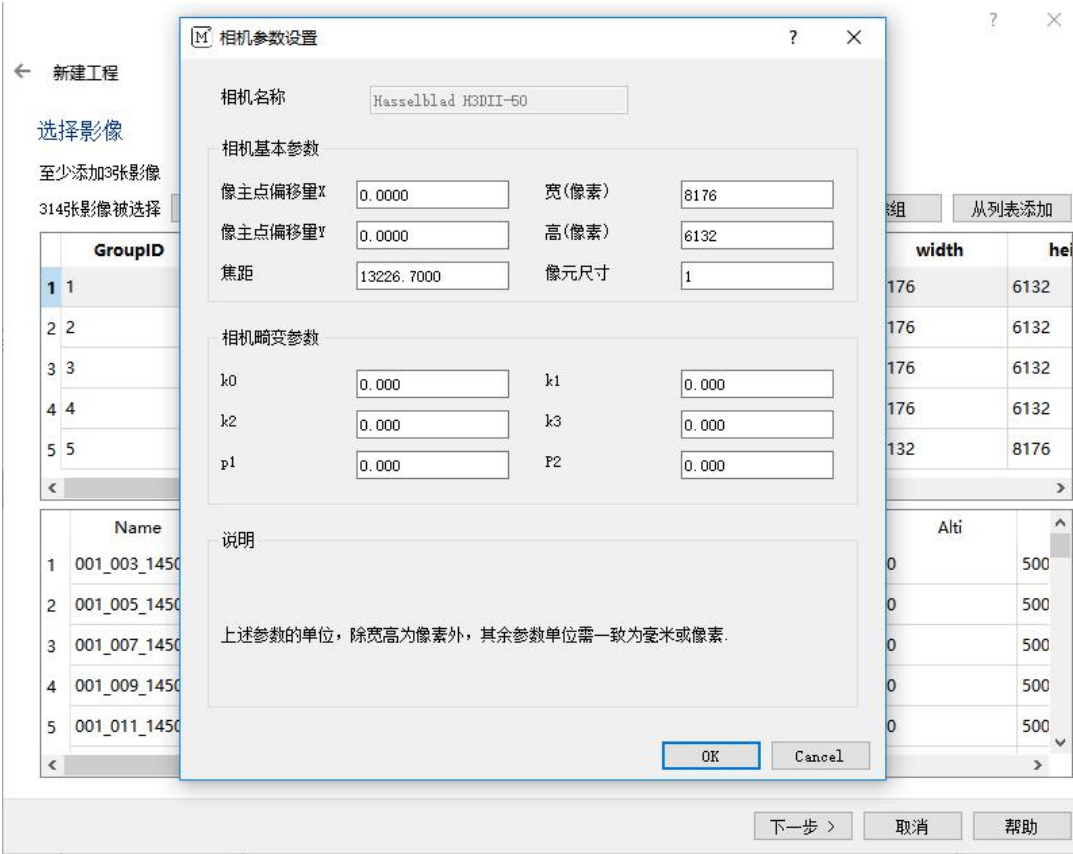 ? ×
M 相机参数设置 ? ×
← 新建工程
相机名称 Hasselblad H3DII-50
选择影像
相机基本参数
至少添加3张影像
像主点偏移量X 0.0000 宽(像素) 8176
314张影像被选择 组 从列表添加
像主点偏移量Y 0.0000 高(像素) 6132
GroupID width hei
焦距 13226.7000 像元尺寸 1
1 1 176 6132
2 2 176 6132
相机畸变参数
3 3 176 6132
k0 0.000 k1 0.000
4 4 176 6132
k2 0.000 k3 0.000
5 5 132 8176
p1 0.000 P2 0.000
Name Alti
说明
1 001_003_1450 0 500
2 001_005_1450 0 500
上述参数的单位，除宽高为像素外，其余参数单位需一致为毫米或像素.
3 001_007_1450 0 500
4 001_009_1450 0 500
5 001_011_1450 0 500
OK Cancel
下一步 > 取消 帮助